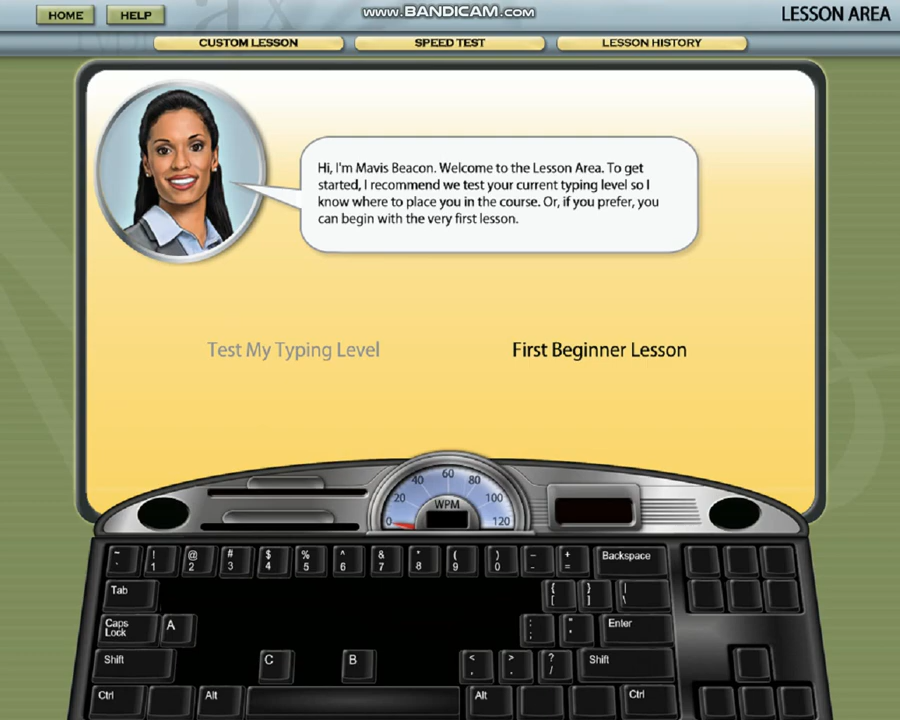 HOME
HELP
www.BANDICAM.com
LESSON AREA
CUSTOM LESSON
SPEED TEST
LESSON HISTORY
Hi, I'm Mavis Beacon. Welcome to the Lesson Area. To get
started, I recommend we test your current typing level so I
know where to place you in the course. Or, if you prefer, you
can begin with the very first lesson.
Test My Typing Level
First Beginner Lesson
0 20 40 60 80 100 120
WPM
~ ! @ # $ % ^ & * ( ) – + Backspace
` 1 2 3 4 5 6 7 8 9 0 - =
Tab { } |
[ ] \
Caps Lock A : " Enter
; '
Shift C B < > ? Shift
, . /
Ctrl Alt Alt Ctrl